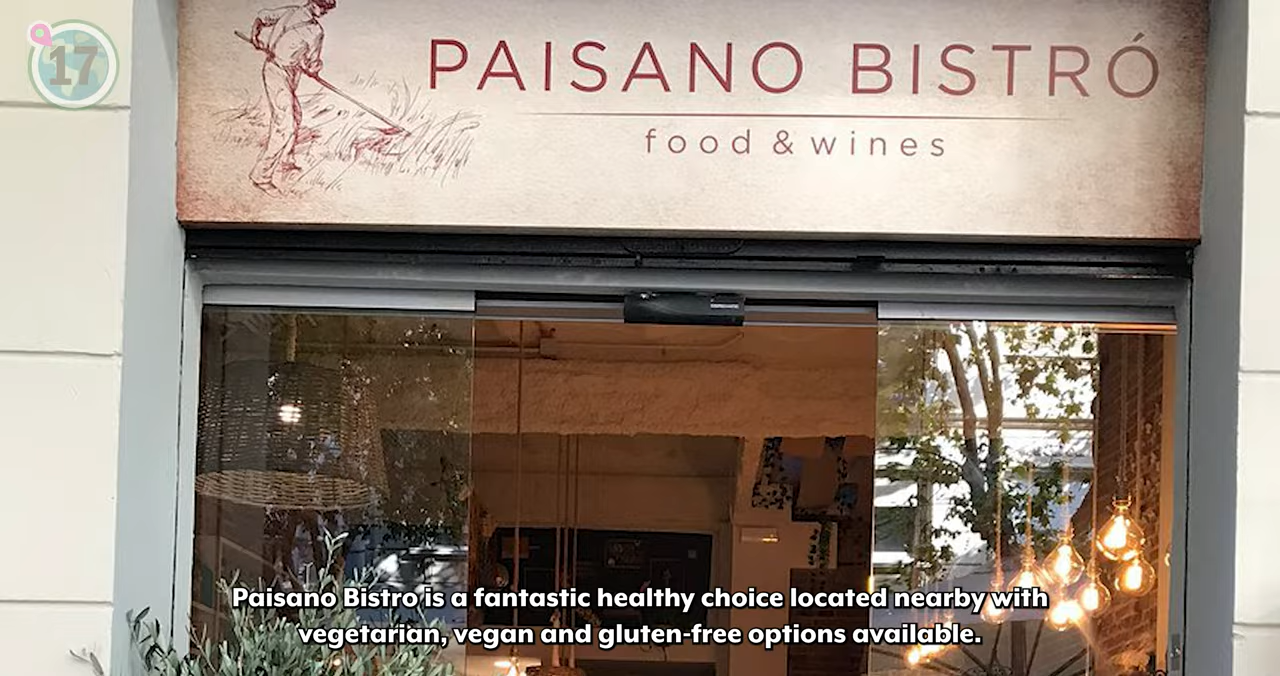 17
PAISANO BISTRÓ
food & wines
Paisano Bistro is a fantastic healthy choice located nearby with
vegetarian, vegan and gluten-free options available.